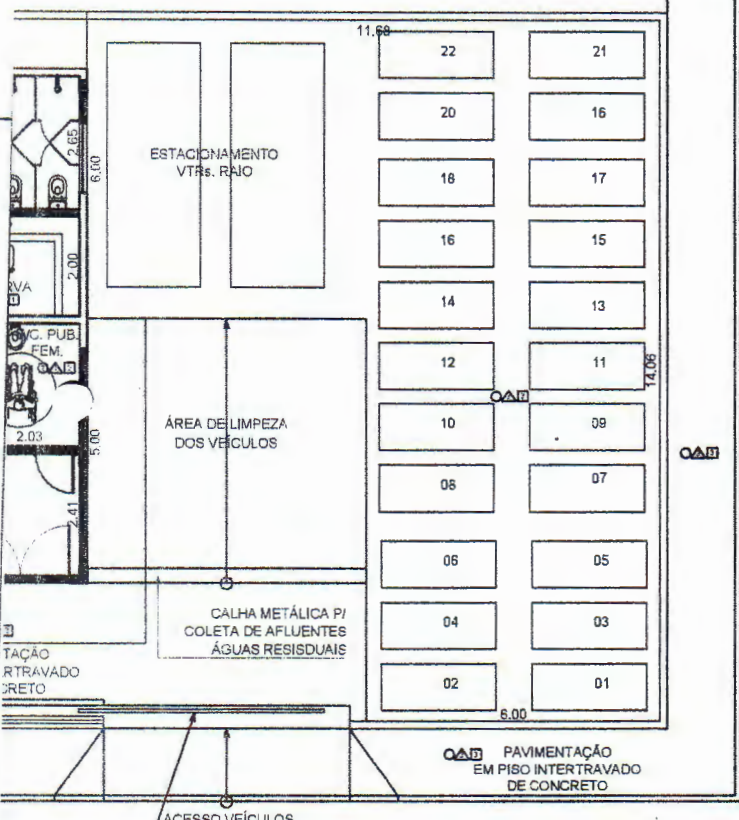 11.68
22
21
20
16
2.65
6.00
ESTACIONAMENTO
VTRs. RAIO
18
17
16
15
2.00
RVA
14
13
PUB.
FEM.
12
11
14.06
2.03
5.00
ÁREA DE LIMPEZA
DOS VEÍCULOS
10
09
08
07
2.41
06
05
CALHA METÁLICA P/
COLETA DE AFLUENTES
ÁGUAS RESISDUAIS
04
03
TAÇÃO
RTRAVADO
CRETO
02
01
6.00
PAVIMENTAÇÃO
EM PISO INTERTRAVADO
DE CONCRETO
ACESSO VEÍCULOS